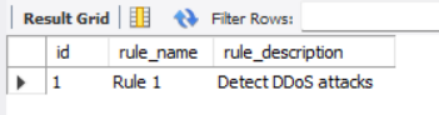 Result Grid Filter Rows:
id rule_name rule_description
1 Rule 1 Detect DDoS attacks